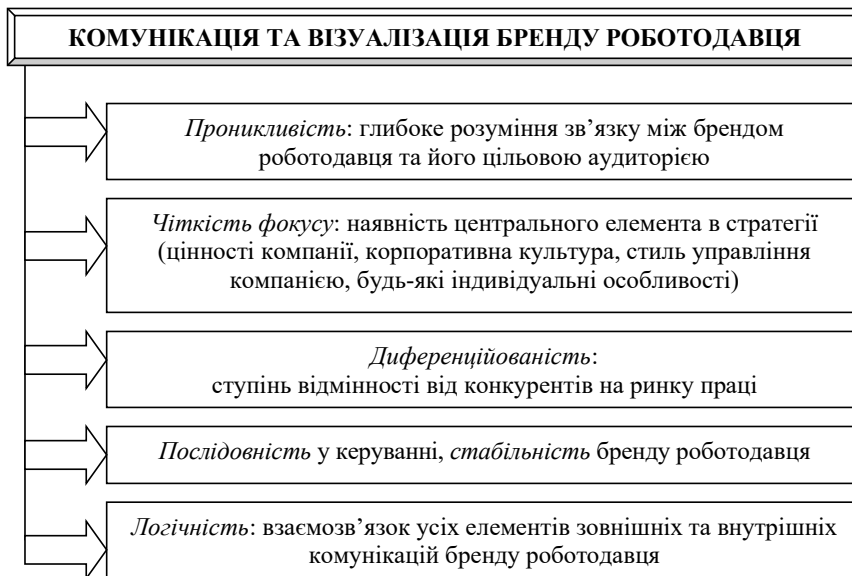 КОМУНІКАЦІЯ ТА ВІЗУАЛІЗАЦІЯ БРЕНДУ РОБОТОДАВЦЯ
Проникливість: глибоке розуміння зв’язку між брендом
роботодавця та його цільовою аудиторією
Чіткість фокусу: наявність центрального елемента в стратегії
(цінності компанії, корпоративна культура, стиль управління
компанією, будь-які індивідуальні особливості)
Диференційованість:
ступінь відмінності від конкурентів на ринку праці
Послідовність у керуванні, стабільність бренду роботодавця
Логічність: взаємозв’язок усіх елементів зовнішніх та внутрішніх
комунікацій бренду роботодавця